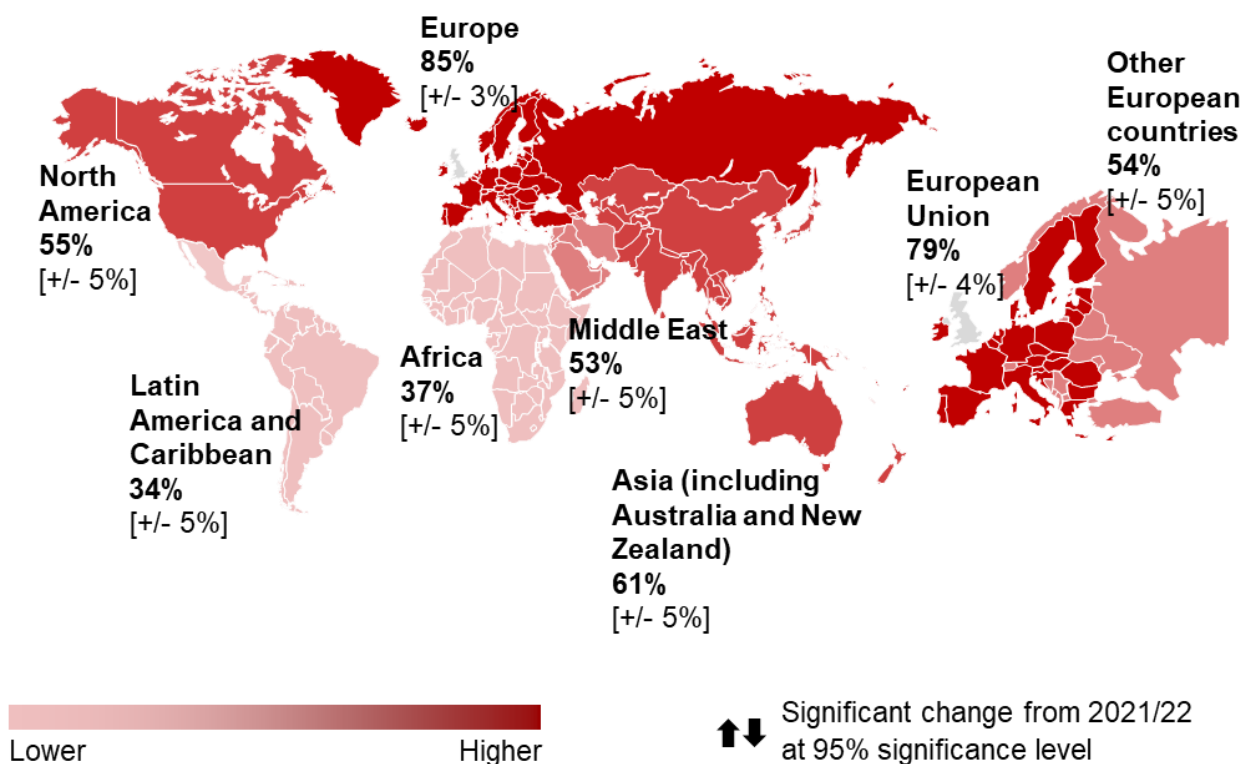 Europe
85%
[+/- 3%]
Other
European
countries
54%
[+/- 5%]
North
America
55%
[+/- 5%]
European
Union
79%
[+/- 4%]
Middle East
53%
[+/- 5%]
Africa
37%
[+/- 5%]
Latin
America and
Caribbean
34%
[+/- 5%]
Asia (including
Australia and New
Zealand)
61%
[+/- 5%]
Lower
Higher
Significant change from 2021/22
at 95% significance level